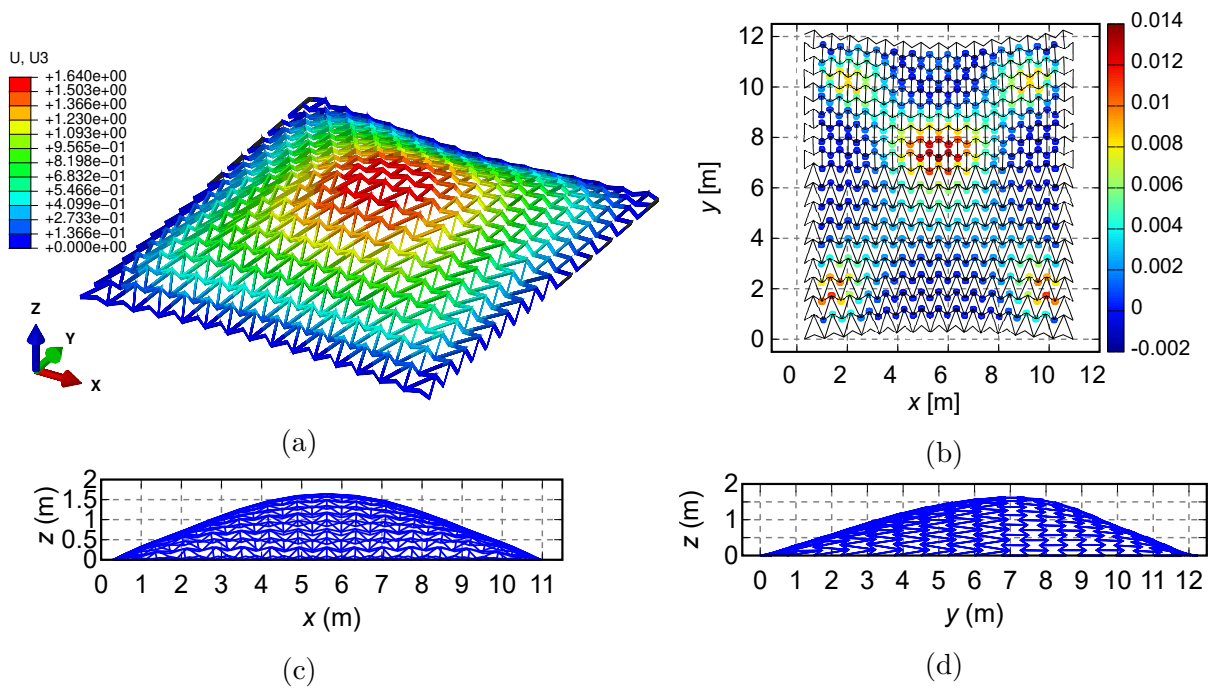 U, U3
+1.640e+00
+1.503e+00
+1.366e+00
+1.230e+00
+1.093e+00
+9.565e−01
+8.198e−01
+6.832e−01
+5.466e−01
+4.099e−01
+2.733e−01
+1.366e−01
+0.000e+00
Z
Y
X
(a)
12
10
8
6
4
2
0
y [m]
0 2 4 6 8 10 12
x [m]
0.014
0.012
0.01
0.008
0.006
0.004
0.002
0
-0.002
(b)
2
1.5
1
0.5
0
z (m)
0 1 2 3 4 5 6 7 8 9 10 11
x (m)
(c)
2
1
0
z (m)
0 1 2 3 4 5 6 7 8 9 10 11 12
y (m)
(d)